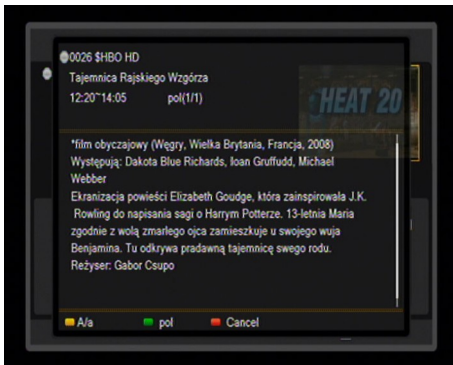 0026 $HBO HD
Tajemnica Rajskiego Wzgórza
12:20~14:05 pol(1/1)
HEAT 20
*film obyczajowy (Węgry, Wielka Brytania, Francja, 2008)
Występują: Dakota Blue Richards, Ioan Gruffudd, Michael
Webber
Ekranizacja powieści Elizabeth Goudge, która zainspirowała J.K.
Rowling do napisania sagi o Harrym Potterze. 13-letnia Maria
zgodnie z wolą zmarłego ojca zamieszkuje u swojego wuja
Benjamina. Tu odkrywa pradawną tajemnicę swego rodu.
Reżyser: Gabor Csupo
A/a pol Cancel